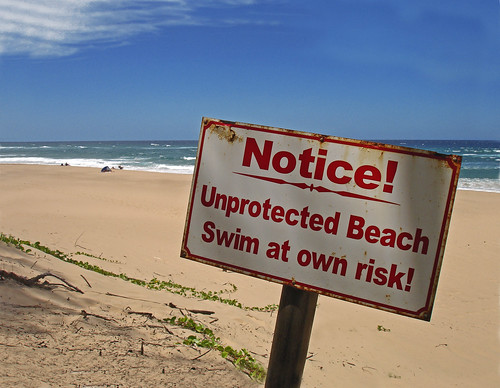 Notice!
Unprotected Beach
Swim at own risk!